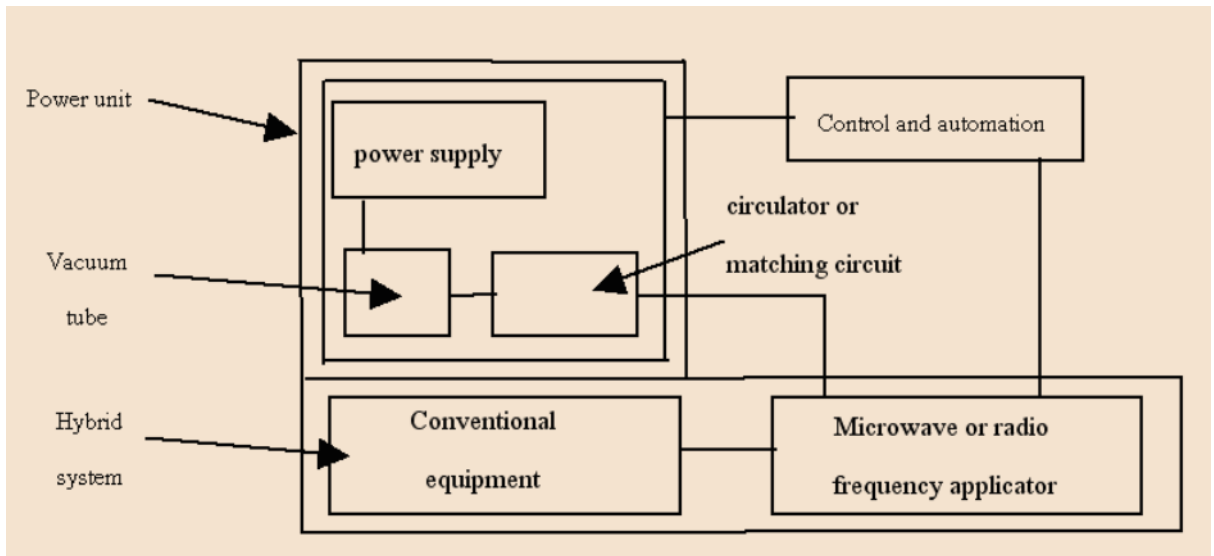 Power unit
power supply
Control and automation
circulator or
matching circuit
Vacuum
tube
Hybrid
system
Conventional
equipment
Microwave or radio
frequency applicator